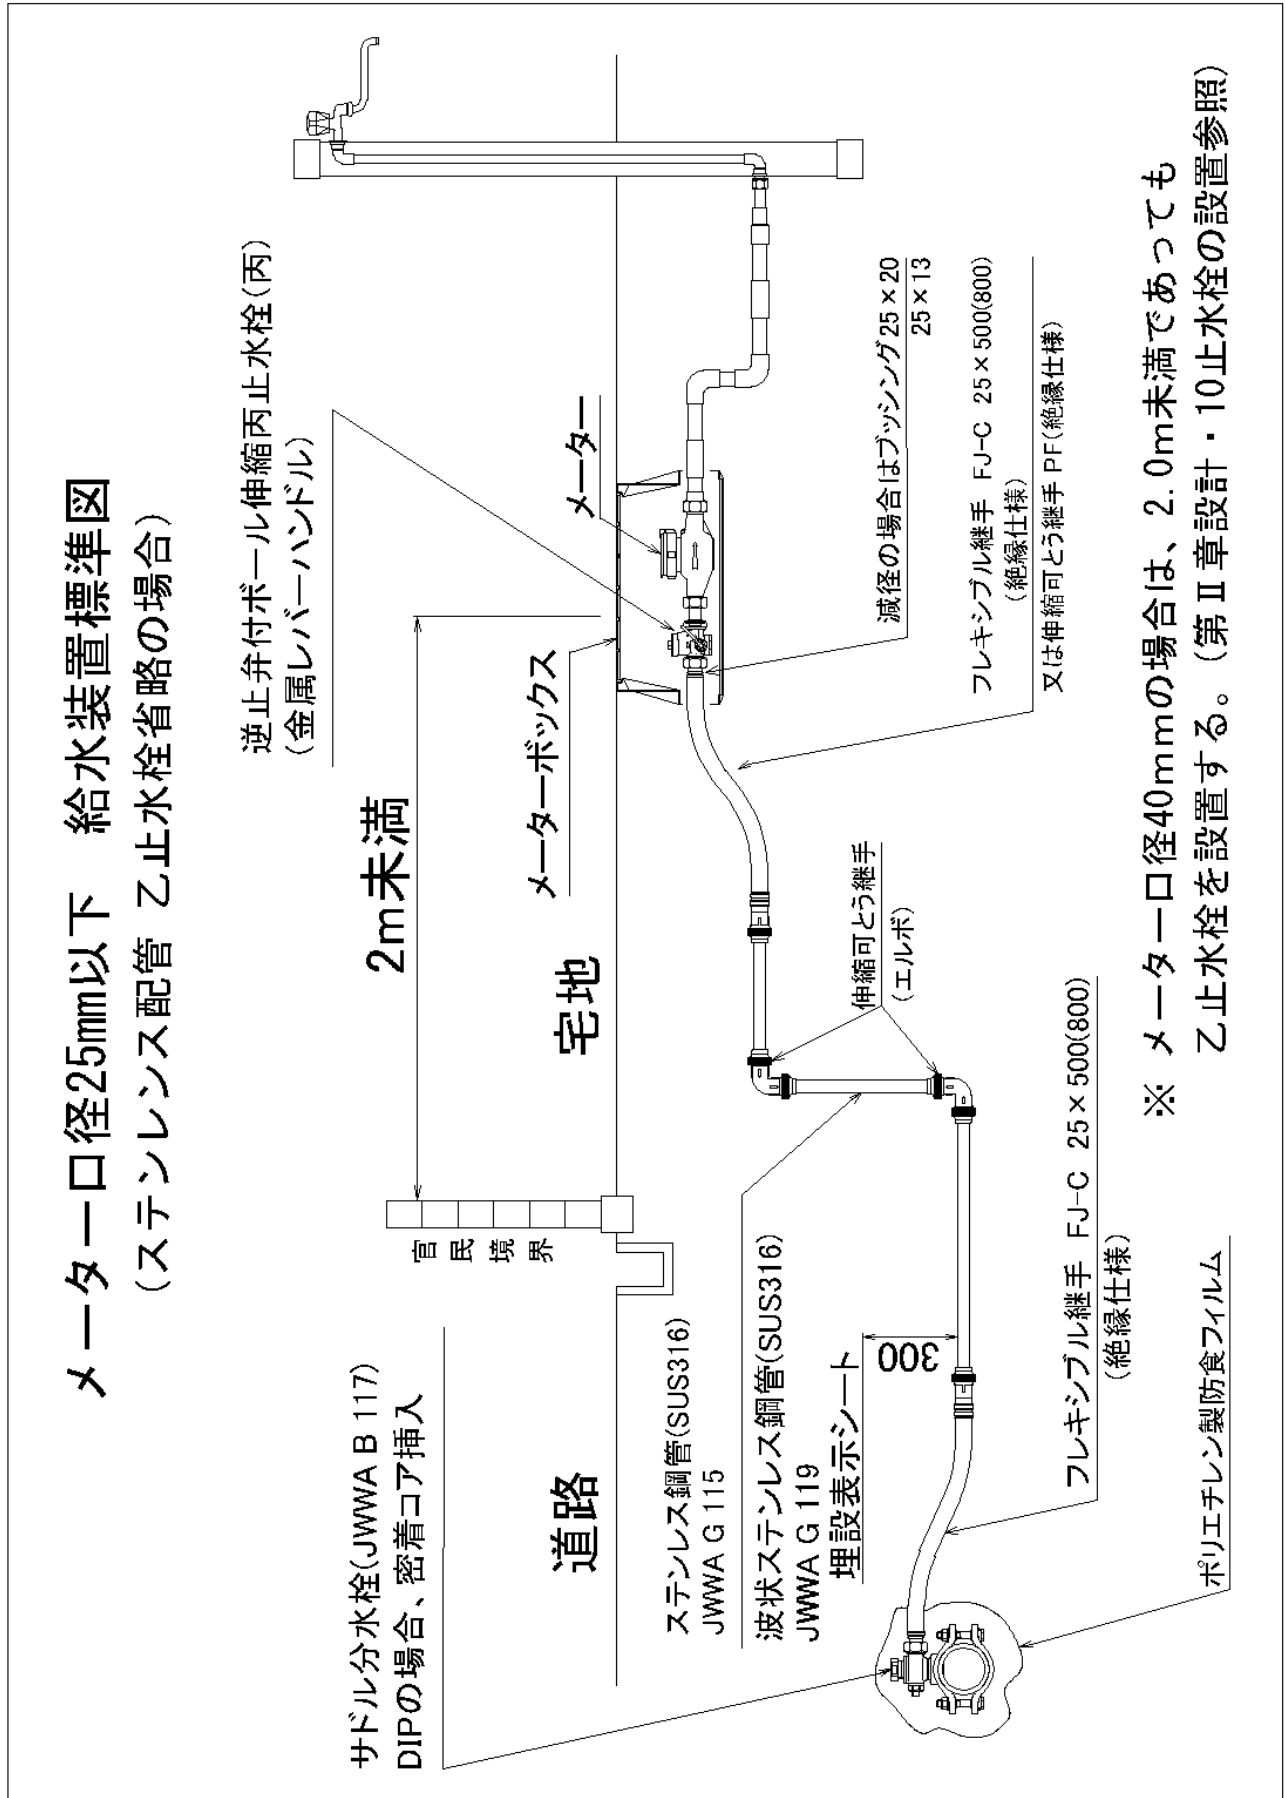 メーター口径25mm以下　給水装置標準図
（ステンレンス配管 乙止水栓省略の場合）
逆止弁付ボール伸縮丙止水栓（丙）
（金属レバーハンドル）
2m未満
サドル分水栓(JWWA B 117)
DIPの場合、密着コア挿入
官民境界
メーターボックス
メーター
道路
宅地
ステンレス鋼管(SUS316)
JWWA G 115
波状ステンレス鋼管(SUS316)
JWWA G 119
埋設表示シート
300
伸縮可とう継手
（エルボ）
減径の場合はブッシング25×20
25×13
フレキシブル継手 FJ-C 25×500(800)
（絶縁仕様）
又は伸縮可とう継手PF（絶縁仕様）
フレキシブル継手 FJ-C 25×500(800)
（絶縁仕様）
ポリエチレン製防食フィルム
※ メーター口径40mmの場合は、2.0m未満であっても
乙止水栓を設置する。（第Ⅱ章設計・10止水栓の設置参照）